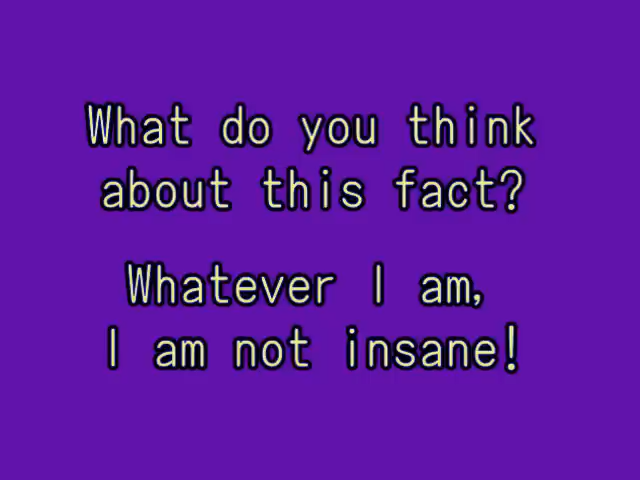 What do you think
about this fact?
Whatever I am,
I am not insane!